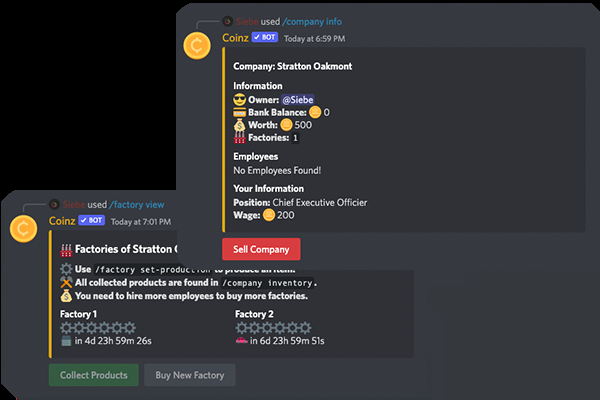 Siebe used /company info
Coinz ✔ BOT Today at 6:59 PM
Company: Stratton Oakmont
Information
Owner: @Siebe
Bank Balance: 0
Worth: 500
Factories: 1
Employees
No Employees Found!
Your Information
Position: Chief Executive Officier
Wage: 200
Sell Company
Siebe used /factory view
Coinz ✔ BOT Today at 7:01 PM
Factories of Stratton
Use /factory set-production to produce an item.
All collected products are found in /company inventory.
You need to hire more employees to buy more factories.
Factory 1 Factory 2
in 4d 23h 59m 26s in 6d 23h 59m 51s
Collect Products Buy New Factory